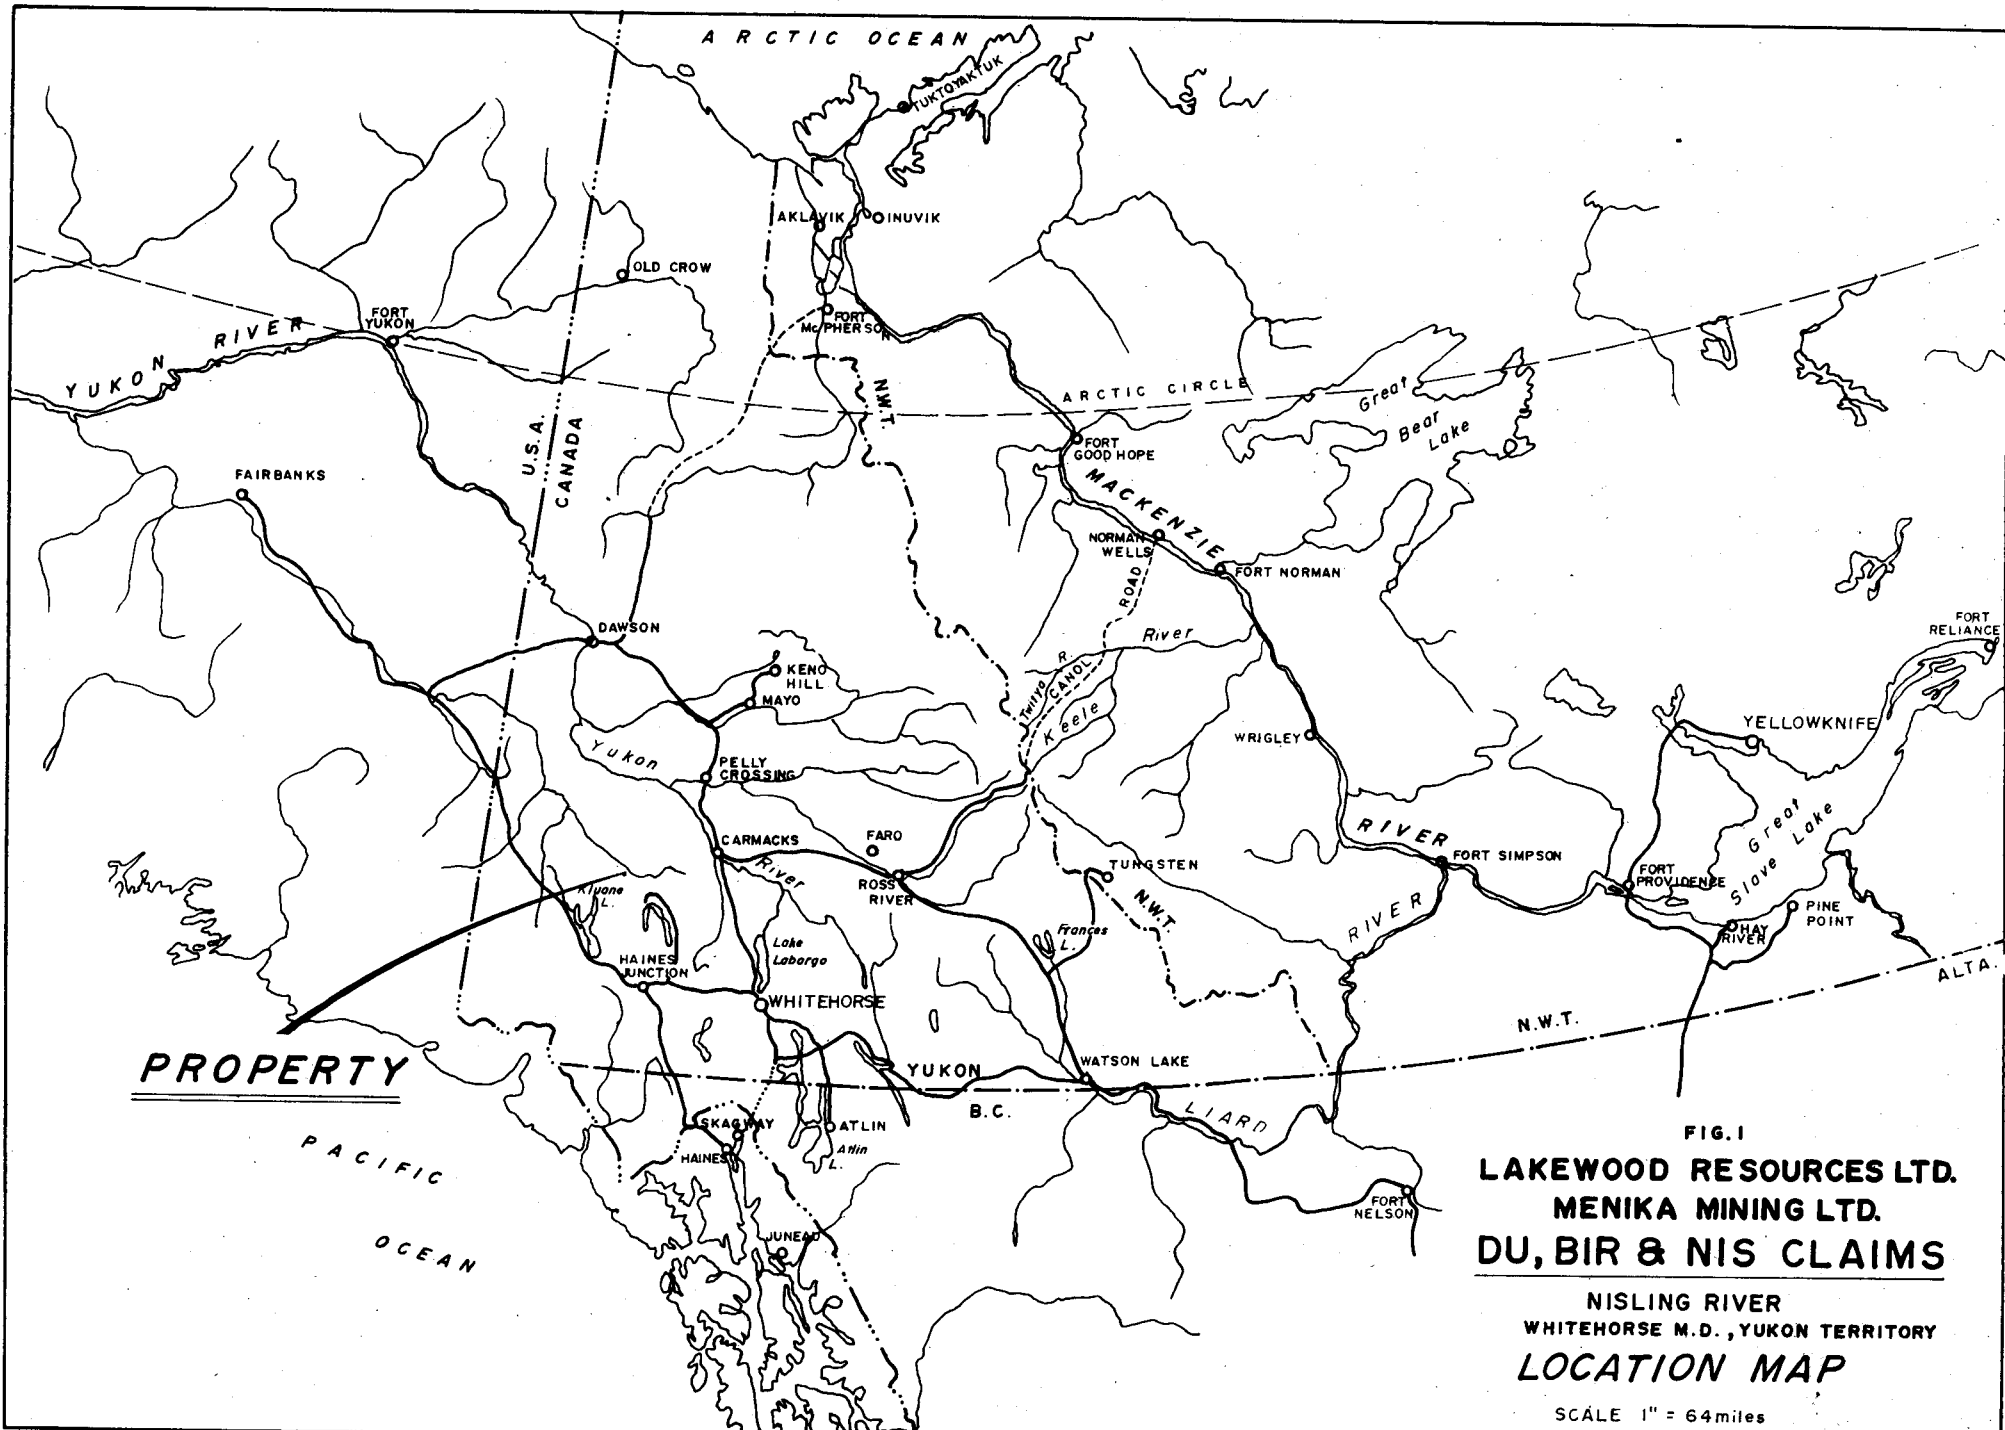 ARCTIC OCEAN
TUKTOYAKTUK
AKLAVIK
INUVIK
OLD CROW
FORT
YUKON
YUKON RIVER
FORT
McPHERSON
N.W.T.
ARCTIC CIRCLE
Great
Bear
Lake
U.S.A.
CANADA
FORT
GOOD HOPE
FAIRBANKS
MACKENZIE
NORMAN
WELLS
FORT NORMAN
ROAD
FORT
RELIANCE
DAWSON
River
KENO
HILL
MAYO
Twitya R.
CANOL
Keele
YELLOWKNIFE
WRIGLEY
Yukon
PELLY
CROSSING
Great
Slave Lake
RIVER
CARMACKS
FARO
River
TUNGSTEN
FORT SIMPSON
FORT
PROVIDENCE
Kluane
L.
ROSS
RIVER
N.W.T.
RIVER
PINE
POINT
HAY
RIVER
Frances
L.
Lake
Laborgo
HAINES
JUNCTION
WHITEHORSE
ALTA.
N.W.T.
PROPERTY
YUKON
WATSON LAKE
B.C.
LIARD
SKAGWAY
ATLIN
Atlin
L.
HAINES
PACIFIC
OCEAN
FORT
NELSON
JUNEAU
FIG. 1
LAKEWOOD RESOURCES LTD.
MENIKA MINING LTD.
DU, BIR & NIS CLAIMS
NISLING RIVER
WHITEHORSE M.D., YUKON TERRITORY
LOCATION MAP
SCALE 1" = 64 miles